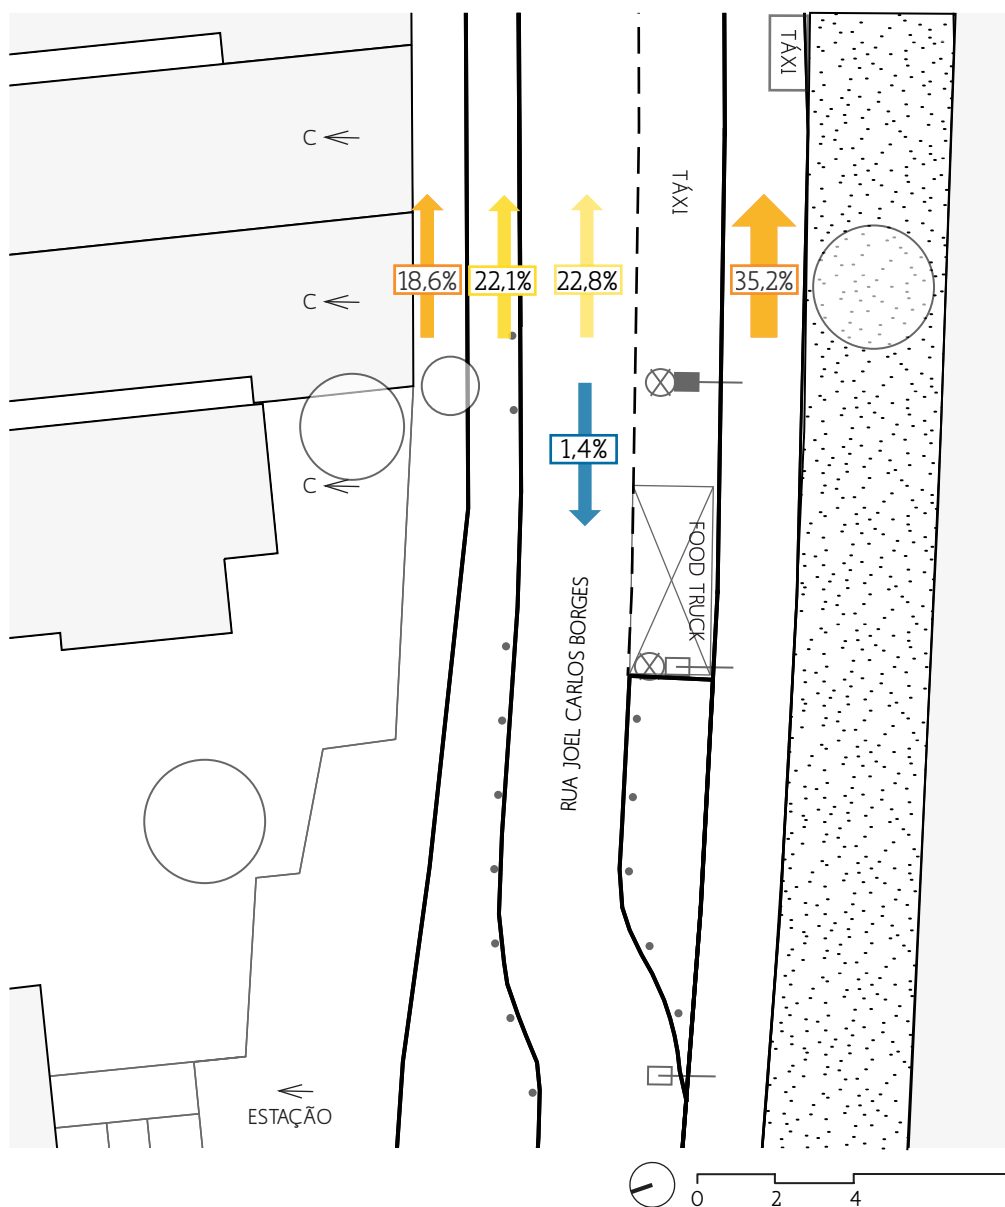 TÁXI
C
TÁXI
18,6%
22,1%
22,8%
35,2%
C
1,4%
C
FOOD TRUCK
RUA JOEL CARLOS BORGES
ESTAÇÃO
0
2
4